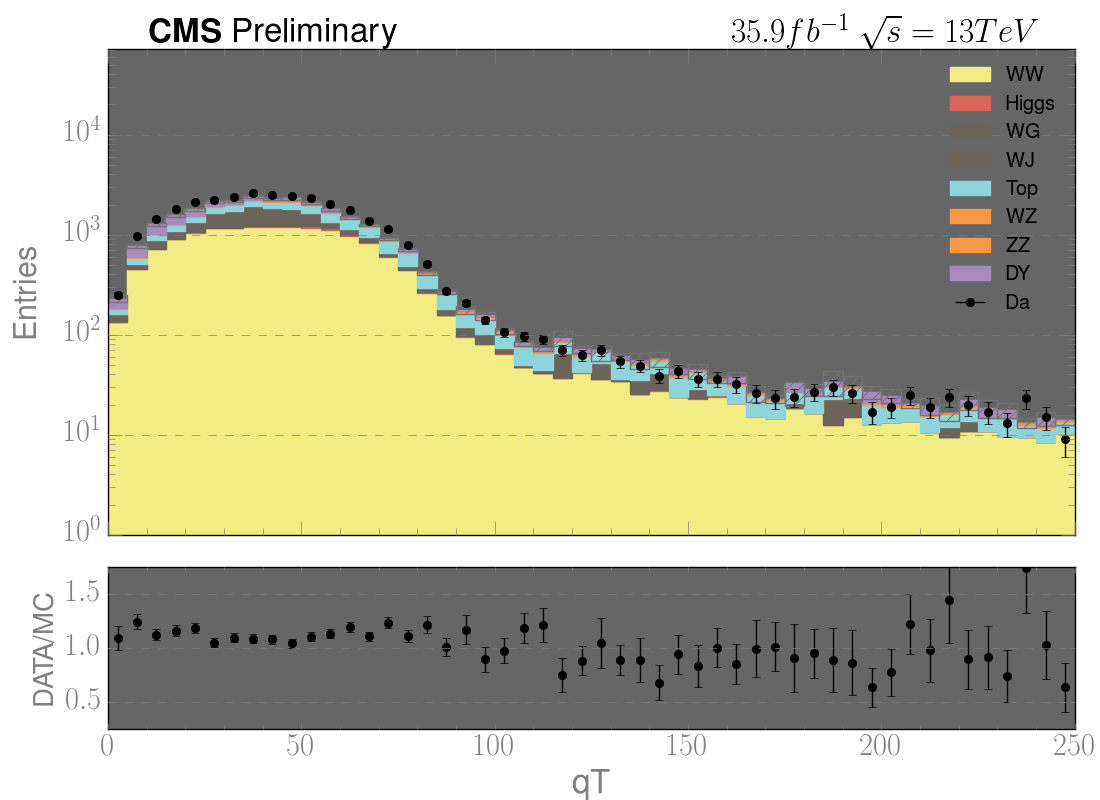 CMS Preliminary
35.9fb⁻¹ √s = 13TeV
WW
Higgs
WG
WJ
Top
WZ
ZZ
DY
Da
Entries
10⁴
10³
10²
10¹
10⁰
DATA/MC
1.5
1.0
0.5
0 50 100 150 200 250
qT